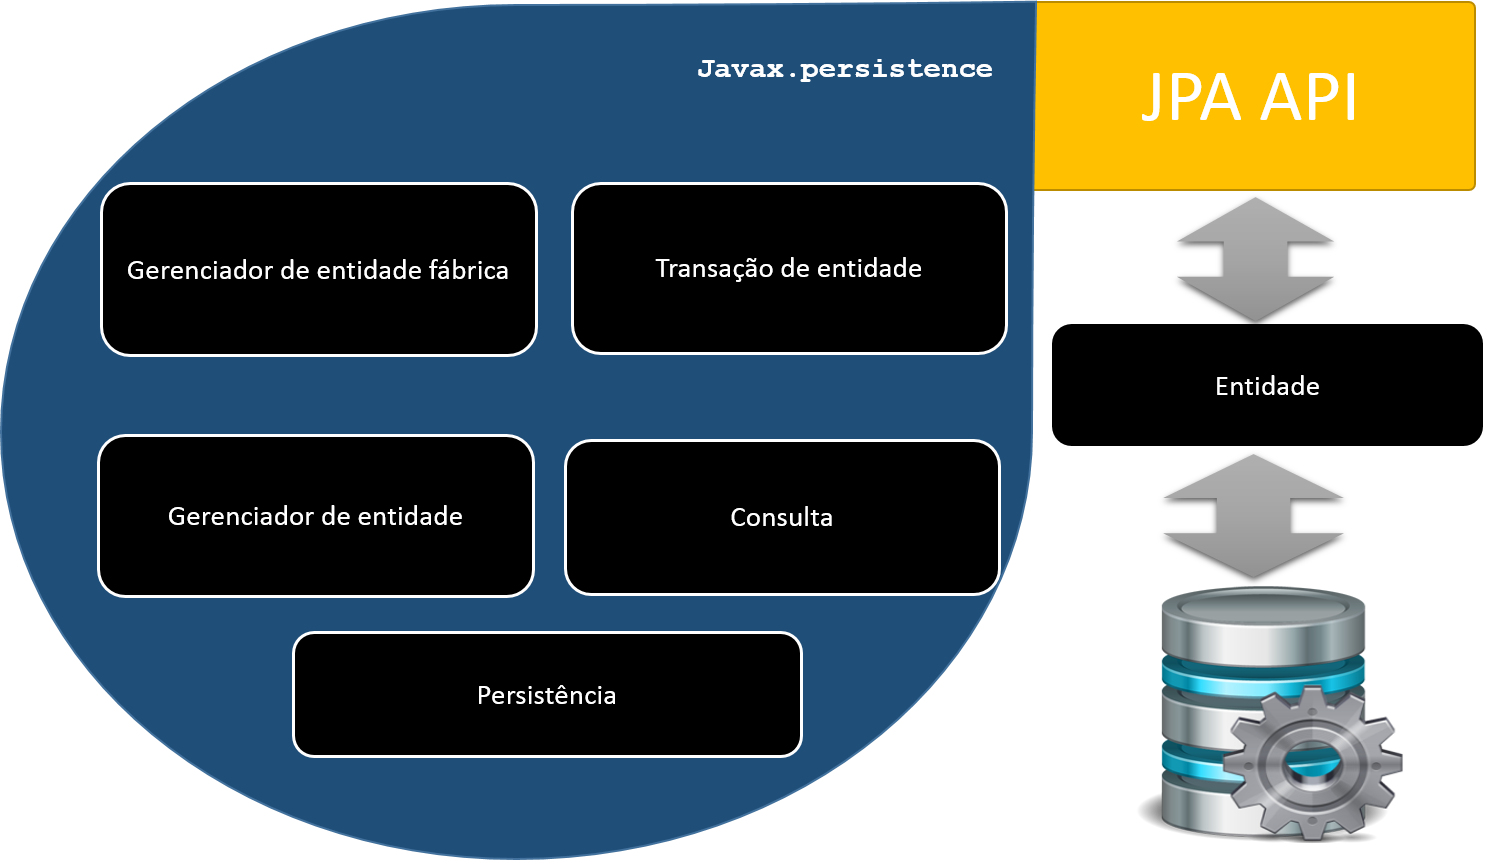 Javax.persistence
JPA API
Gerenciador de entidade fábrica
Transação de entidade
Entidade
Gerenciador de entidade
Consulta
Persistência